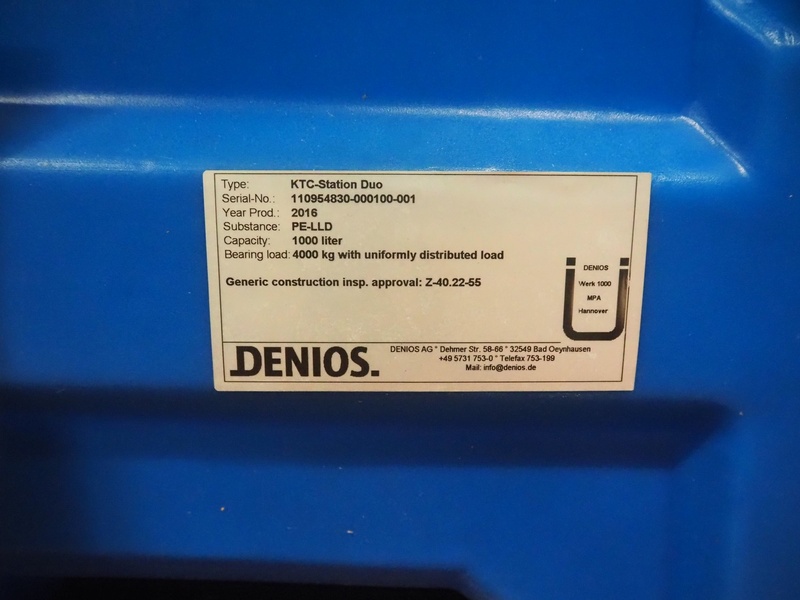 Type: KTC-Station Duo
Serial-No.: 110954830-000100-001
Year Prod.: 2016
Substance: PE-LLD
Capacity: 1000 liter
Bearing load: 4000 kg with uniformly distributed load
Generic construction insp. approval: Z-40.22-55
DENIOS
Werk 1000
MPA
Hannover
DENIOS.
DENIOS AG * Dehmer Str. 58-66 * 32549 Bad Oeynhausen
+49 5731 753-0 * Telefax 753-199
Mail: info@denios.de